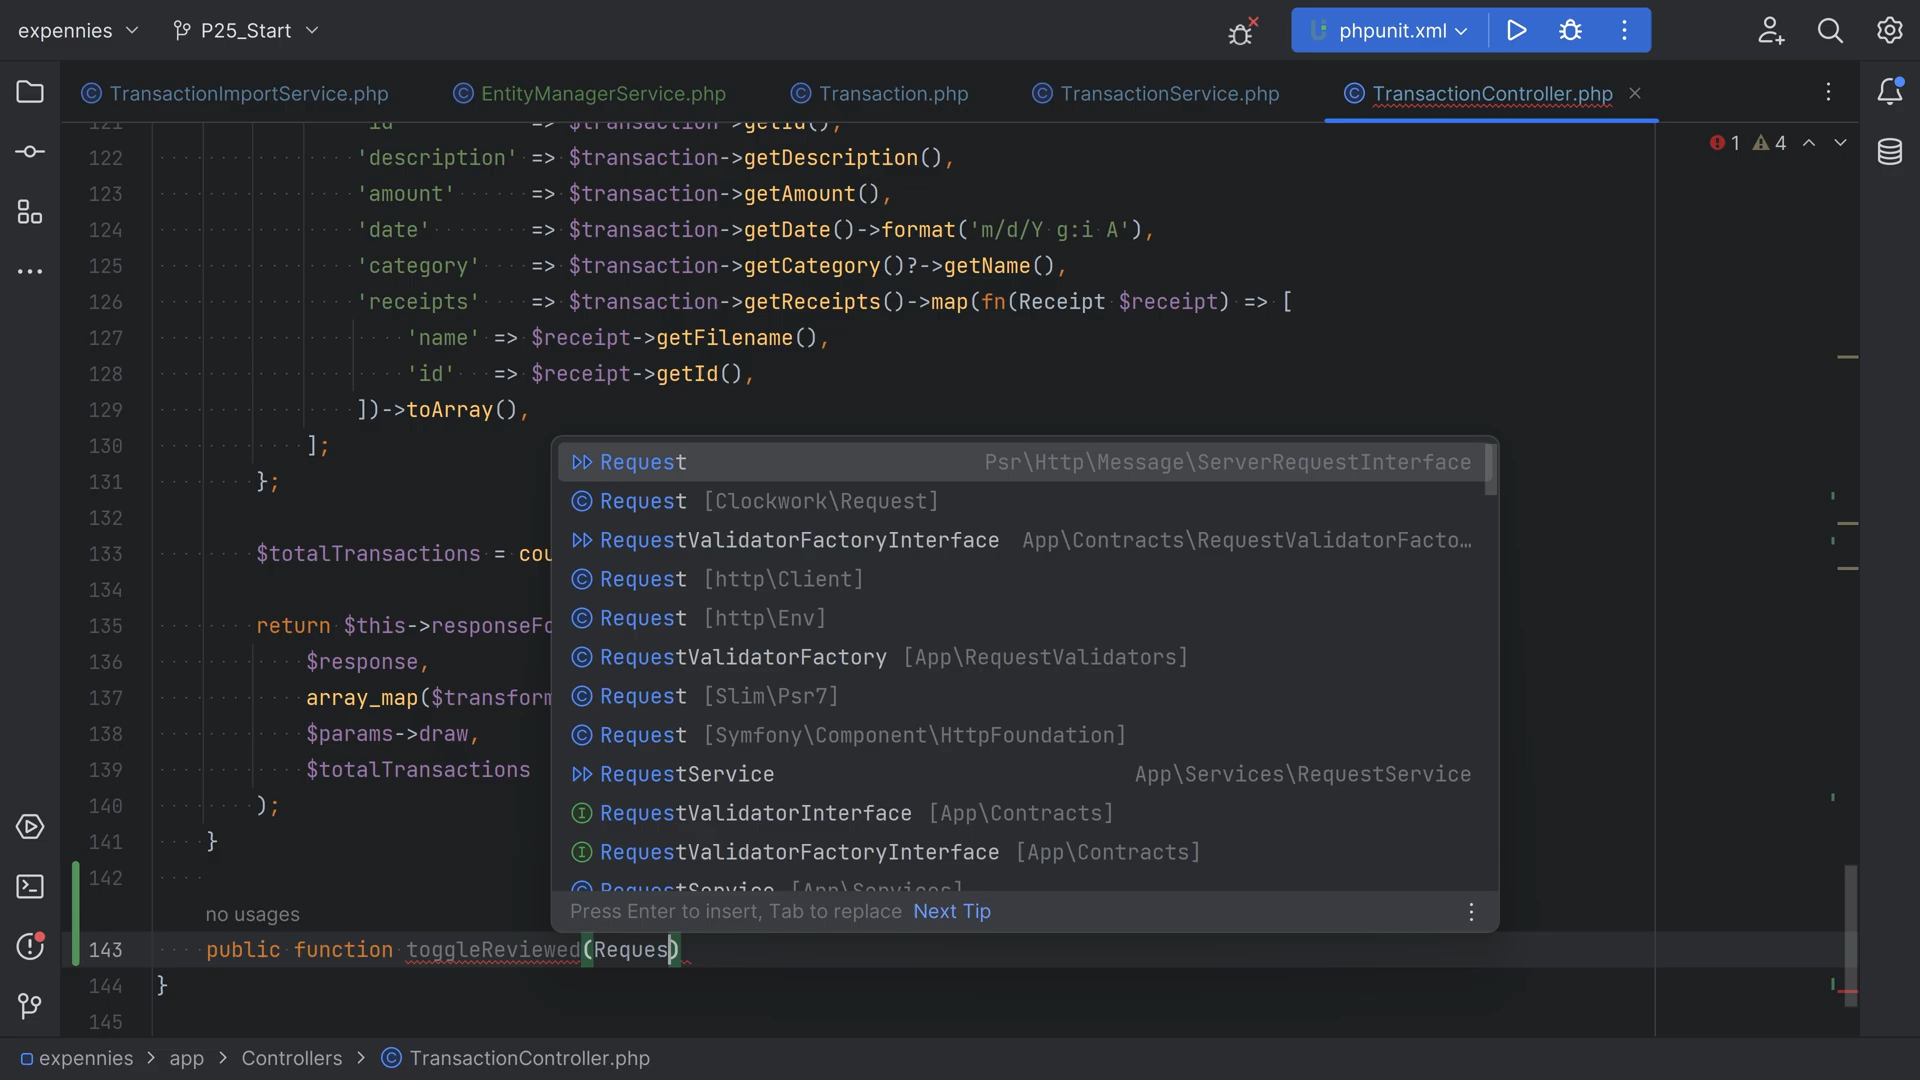 expennies
P25_Start
phpunit.xml
TransactionImportService.php
EntityManagerService.php
Transaction.php
TransactionService.php
TransactionController.php
1 4
121 'id' => $transaction->getId(),
122 'description' => $transaction->getDescription(),
123 'amount' => $transaction->getAmount(),
124 'date' => $transaction->getDate()->format('m/d/Y g:i A'),
125 'category' => $transaction->getCategory()?->getName(),
126 'receipts' => $transaction->getReceipts()->map(fn(Receipt $receipt) => [
127 'name' => $receipt->getFilename(),
128 'id' => $receipt->getId(),
129 ])->toArray(),
130 ];
131 };
132
133 $totalTransactions = cou
134
135 return $this->responseFo
136 $response,
137 array_map($transform
138 $params->draw,
139 $totalTransactions
140 );
141 }
142
no usages
143 public function toggleReviewed(Reques)
144 }
145
Request Psr\Http\Message\ServerRequestInterface
Request [Clockwork\Request]
RequestValidatorFactoryInterface App\Contracts\RequestValidatorFacto…
Request [http\Client]
Request [http\Env]
RequestValidatorFactory [App\RequestValidators]
Request [Slim\Psr7]
Request [Symfony\Component\HttpFoundation]
RequestService App\Services\RequestService
RequestValidatorInterface [App\Contracts]
RequestValidatorFactoryInterface [App\Contracts]
RequestService [App\Services]
Press Enter to insert, Tab to replace Next Tip
expennies > app > Controllers > TransactionController.php